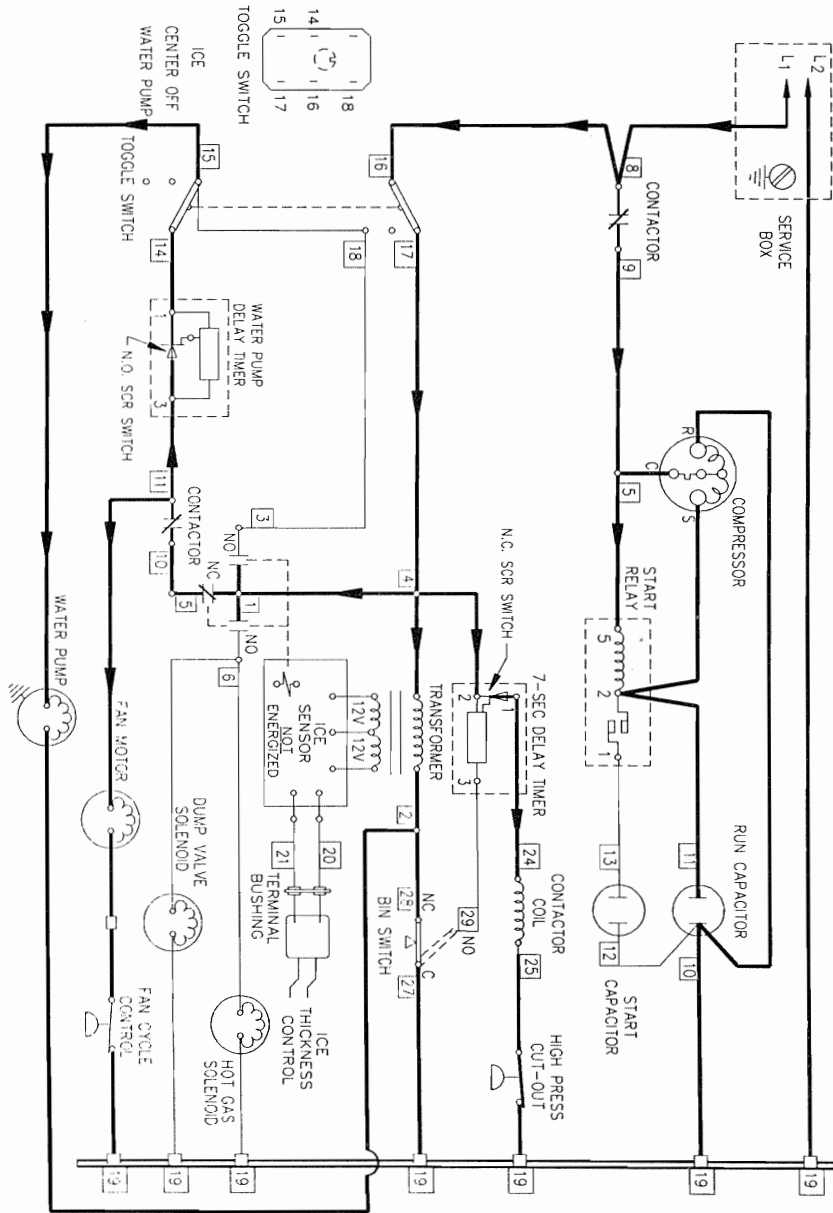 L2
L1
SERVICE
BOX
8
CONTACTOR
9
R
C
S
COMPRESSOR
5
START
RELAY
5
2
1
13
12
START
CAPACITOR
11
RUN CAPACITOR
10
19
19
16
17
18
4
N.C. SCR SWITCH
7-SEC DELAY TIMER
2
1
3
24
CONTACTOR
COIL
25
HIGH PRESS
CUT-OUT
19
TRANSFORMER
12V
12V
2
28
NC
29
NO
C
27
BIN SWITCH
19
ICE
SENSOR
NOT
ENERGIZED
20
21
TERMINAL
BUSHING
ICE
THICKNESS
CONTROL
3
NO
1
NO
6
NC
5
HOT GAS
SOLENOID
19
DUMP VALVE
SOLENOID
19
15
14
TOGGLE SWITCH
WATER PUMP
DELAY TIMER
1
3
N.O. SCR SWITCH
11
CONTACTOR
10
FAN MOTOR
FAN CYCLE
CONTROL
19
WATER PUMP
14
16
18
15
17
TOGGLE SWITCH
ICE
CENTER OFF
WATER PUMP